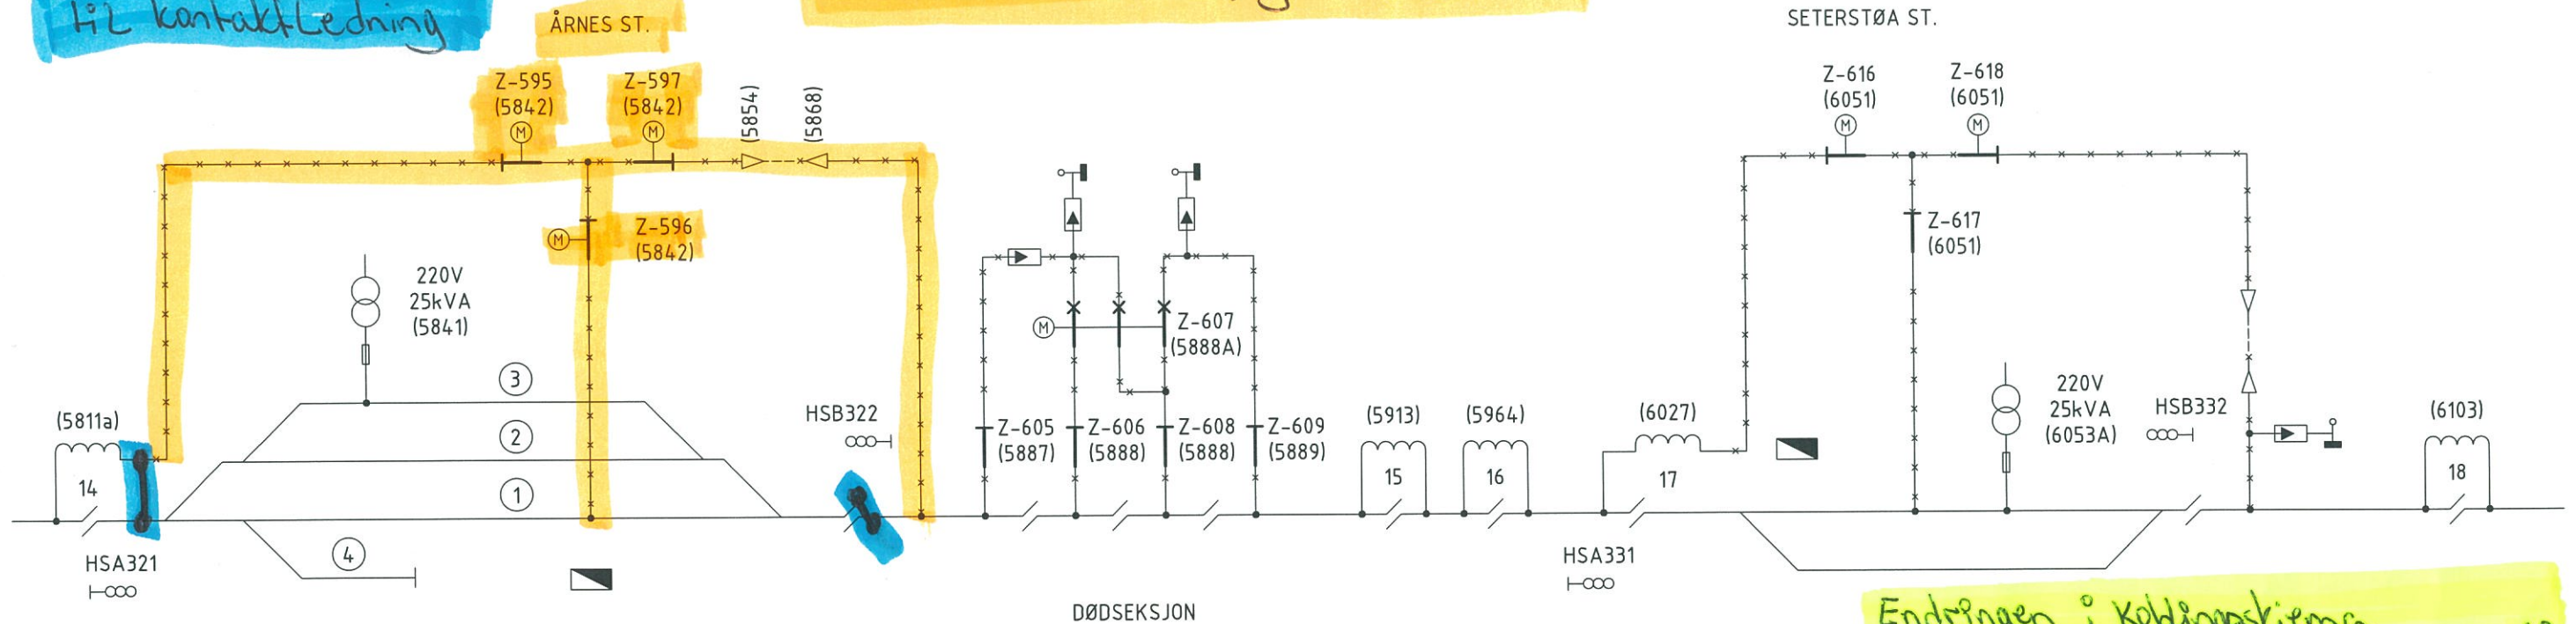 til kontaktledning
ÅRNES ST.
SETERSTØA ST.
Z-595
(5842)
Z-597
(5842)
(5854)
(5868)
Z-616
(6051)
Z-618
(6051)
M
M
M
M
M
Z-596
(5842)
Z-617
(6051)
220V
25kVA
(5841)
M
Z-607
(5888A)
3
2
1
4
(5811a)
14
HSA321
HSB322
Z-605
(5887)
Z-606
(5888)
Z-608
(5888)
Z-609
(5889)
(5913)
15
(5964)
16
(6027)
17
HSA331
220V
25kVA
(6053A)
HSB332
(6103)
18
DØDSEKSJON
Endringer i Koblingsskjema